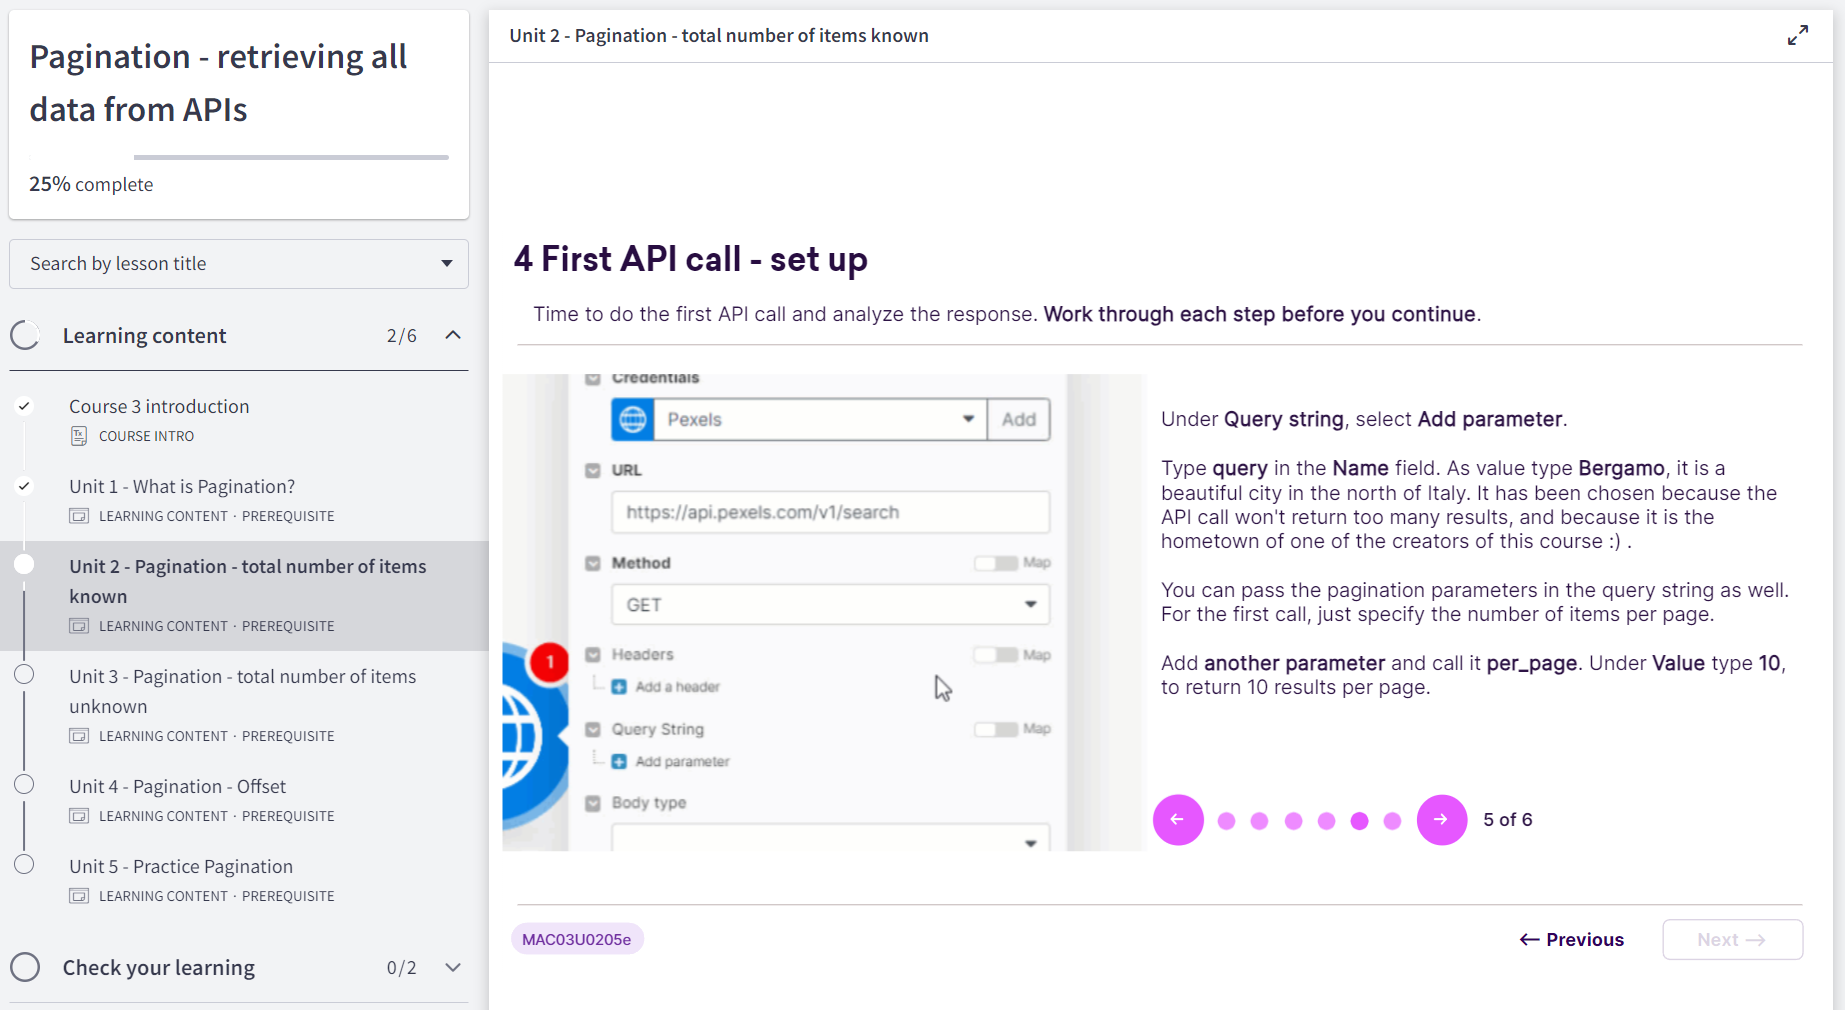 Pagination - retrieving all
data from APIs
25% complete
Search by lesson title
Learning content 2/6
Course 3 introduction
COURSE INTRO
Unit 1 - What is Pagination?
LEARNING CONTENT · PREREQUISITE
Unit 2 - Pagination - total number of items
known
LEARNING CONTENT · PREREQUISITE
Unit 3 - Pagination - total number of items
unknown
LEARNING CONTENT · PREREQUISITE
Unit 4 - Pagination - Offset
LEARNING CONTENT · PREREQUISITE
Unit 5 - Practice Pagination
LEARNING CONTENT · PREREQUISITE
Check your learning 0/2
Unit 2 - Pagination - total number of items known
4 First API call - set up
Time to do the first API call and analyze the response. Work through each step before you continue.
Credentials
Pexels Add
URL
https://api.pexels.com/v1/search
Method Map
GET
1
Headers Map
Add a header
Query String Map
Add parameter
Body type
Under Query string, select Add parameter.
Type query in the Name field. As value type Bergamo, it is a
beautiful city in the north of Italy. It has been chosen because the
API call won't return too many results, and because it is the
hometown of one of the creators of this course :) .
You can pass the pagination parameters in the query string as well.
For the first call, just specify the number of items per page.
Add another parameter and call it per_page. Under Value type 10,
to return 10 results per page.
← → 5 of 6
MAC03U0205e
← Previous
Next →